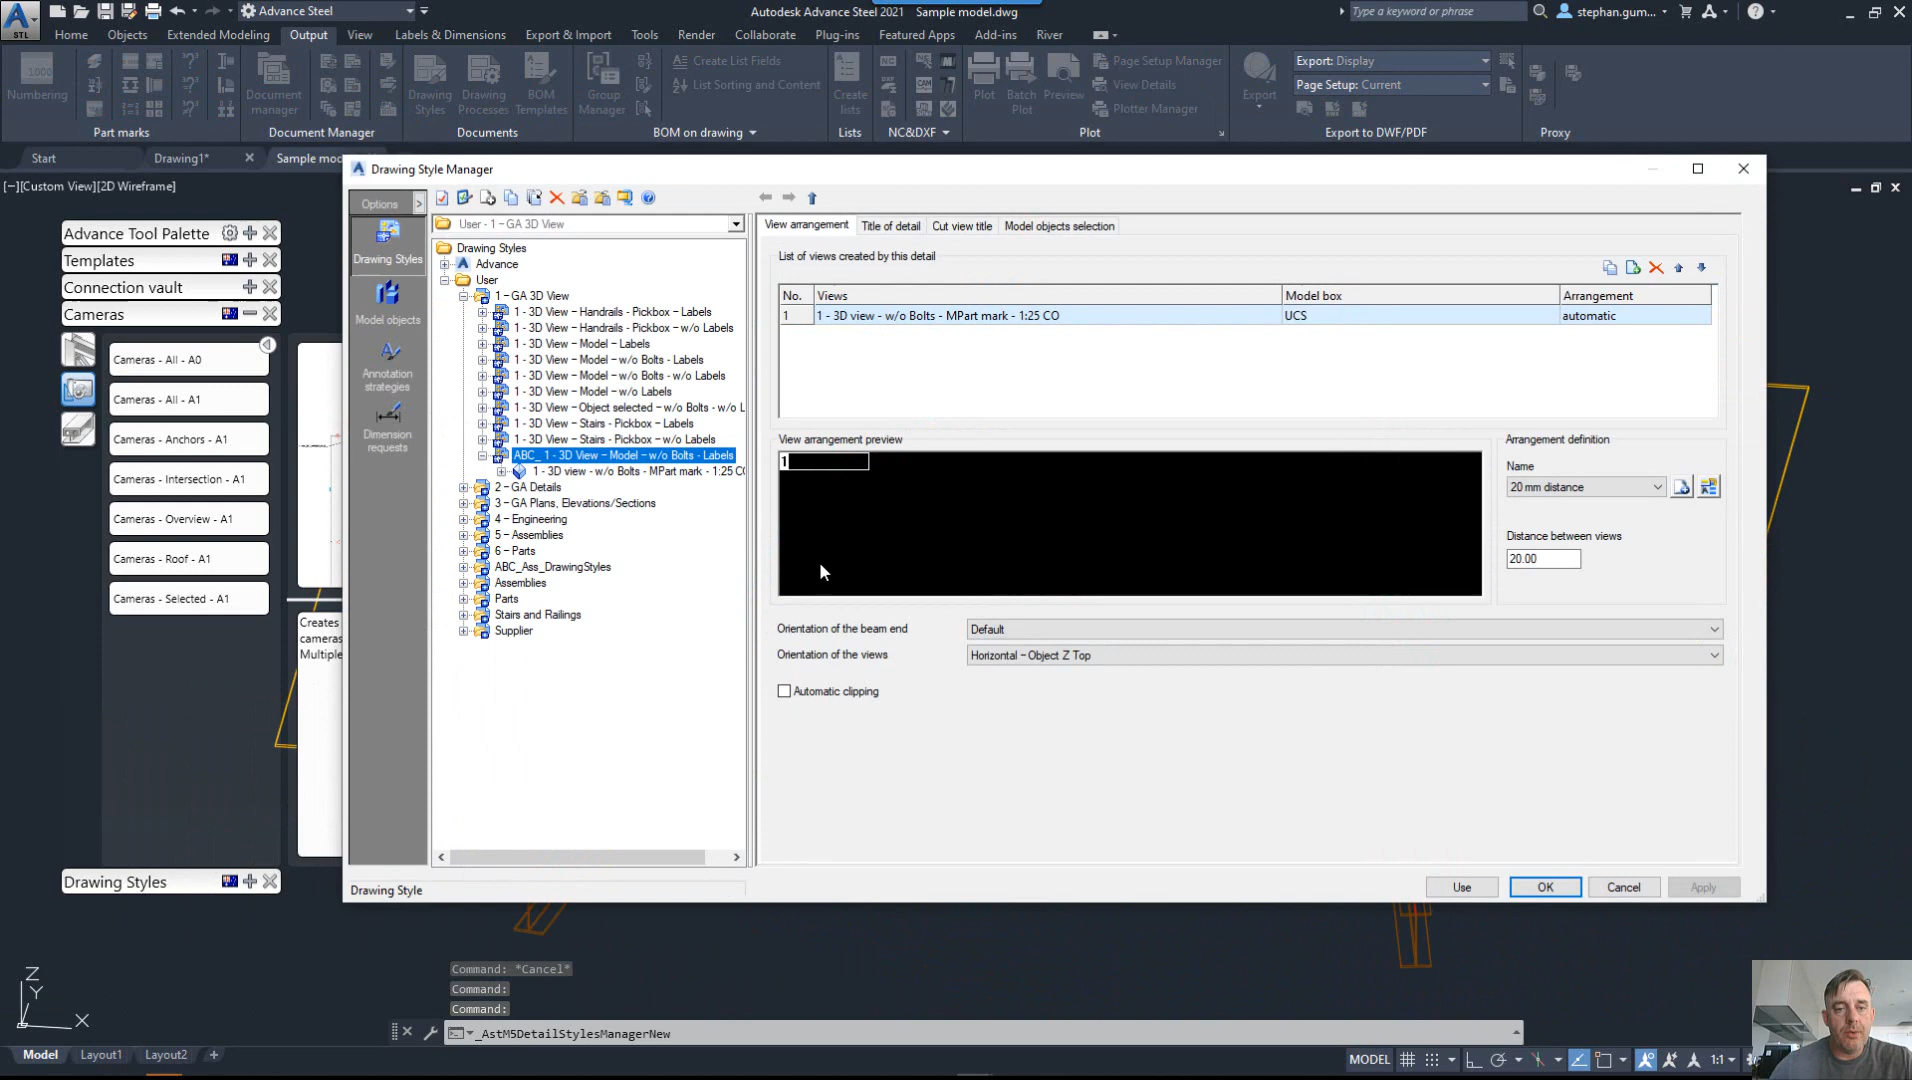 Advance Steel
Autodesk Advance Steel 2021 Sample model.dwg
Type a keyword or phrase
stephan.gum...
STL
Home Objects Extended Modeling Output View Labels & Dimensions Export & Import Tools Render Collaborate Plug-ins Featured Apps Add-ins River
.1000
Numbering
Document manager
Drawing Styles
Drawing Processes
BOM Templates
Group Manager
Create List Fields
List Sorting and Content
Create lists
NC
CAM
Plot
Batch Plot
Preview
Page Setup Manager
View Details
Plotter Manager
Export
Export: Display
Page Setup: Current
Part marks
Document Manager
Documents
BOM on drawing
Lists
NC&DXF
Plot
Export to DWF/PDF
Proxy
Start
Drawing1*
Sample mo
[−][Custom View][2D Wireframe]
Advance Tool Palette
Templates
Connection vault
Cameras
Cameras - All - A0
Cameras - All - A1
Cameras - Anchors - A1
Cameras - Intersection - A1
Cameras - Overview - A1
Cameras - Roof - A1
Cameras - Selected - A1
Creates
cameras
Multiple
Drawing Styles
Drawing Style Manager
Options
Drawing Styles
Model objects
Annotation strategies
Dimension requests
User - 1 – GA 3D View
Drawing Styles
Advance
User
1 – GA 3D View
1 - 3D View – Handrails - Pickbox – Labels
1 - 3D View – Handrails - Pickbox – w/o Labels
1 - 3D View – Model – Labels
1 - 3D View – Model – w/o Bolts - Labels
1 - 3D View – Model – w/o Bolts - w/o Labels
1 - 3D View – Model – w/o Labels
1 - 3D View – Object selected – w/o Bolts - w/o L
1 - 3D View – Stairs - Pickbox – Labels
1 - 3D View – Stairs - Pickbox – w/o Labels
ABC_ 1 - 3D View – Model – w/o Bolts - Labels
1 - 3D view - w/o Bolts - MPart mark - 1:25 CO
2 – GA Details
3 – GA Plans, Elevations/Sections
4 – Engineering
5 – Assemblies
6 – Parts
ABC_Ass_DrawingStyles
Assemblies
Parts
Stairs and Railings
Supplier
View arrangement Title of detail Cut view title Model objects selection
List of views created by this detail
No. Views Model box Arrangement
1 1 - 3D view - w/o Bolts - MPart mark - 1:25 CO UCS automatic
View arrangement preview
1
Arrangement definition
Name
20 mm distance
Distance between views
20.00
Orientation of the beam end Default
Orientation of the views Horizontal – Object Z Top
Automatic clipping
Drawing Style
Use OK Cancel Apply
Command: *Cancel*
Command:
Command:
_AstM5DetailStylesManagerNew
Z
Y
X
Model Layout1 Layout2 +
MODEL
1:1